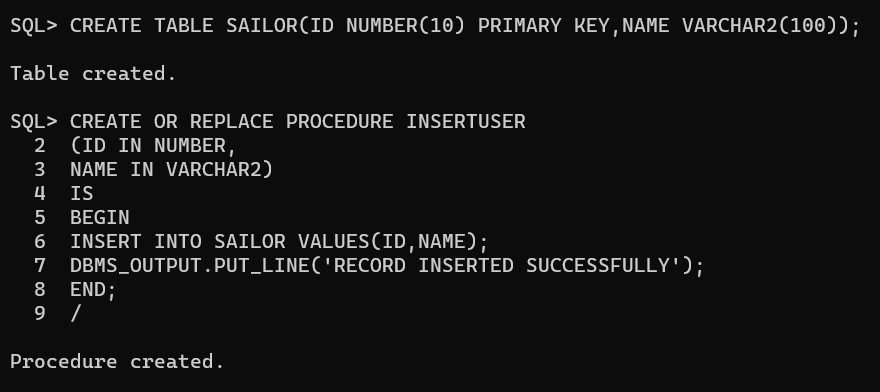 SQL> CREATE TABLE SAILOR(ID NUMBER(10) PRIMARY KEY,NAME VARCHAR2(100));
Table created.
SQL> CREATE OR REPLACE PROCEDURE INSERTUSER
2 (ID IN NUMBER,
3 NAME IN VARCHAR2)
4 IS
5 BEGIN
6 INSERT INTO SAILOR VALUES(ID,NAME);
7 DBMS_OUTPUT.PUT_LINE('RECORD INSERTED SUCCESSFULLY');
8 END;
9 /
Procedure created.